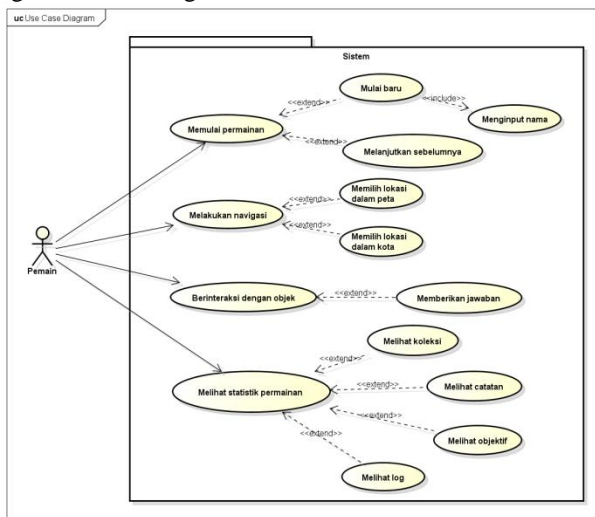 uc Use Case Diagram
Sistem
Mulai baru
<<extend>>
<<include>>
Menginput nama
Memulai permainan
<<extend>>
Melanjutkan sebelumnya
Memilih lokasi
dalam peta
<<extend>>
Melakukan navigasi
<<extend>>
Memilih lokasi
dalam kota
Pemain
Berinteraksi dengan objek
<<extend>>
Memberikan jawaban
Melihat koleksi
<<extend>>
Melihat statistik permainan
<<extend>>
Melihat catatan
<<extend>>
Melihat objektif
<<extend>>
Melihat log